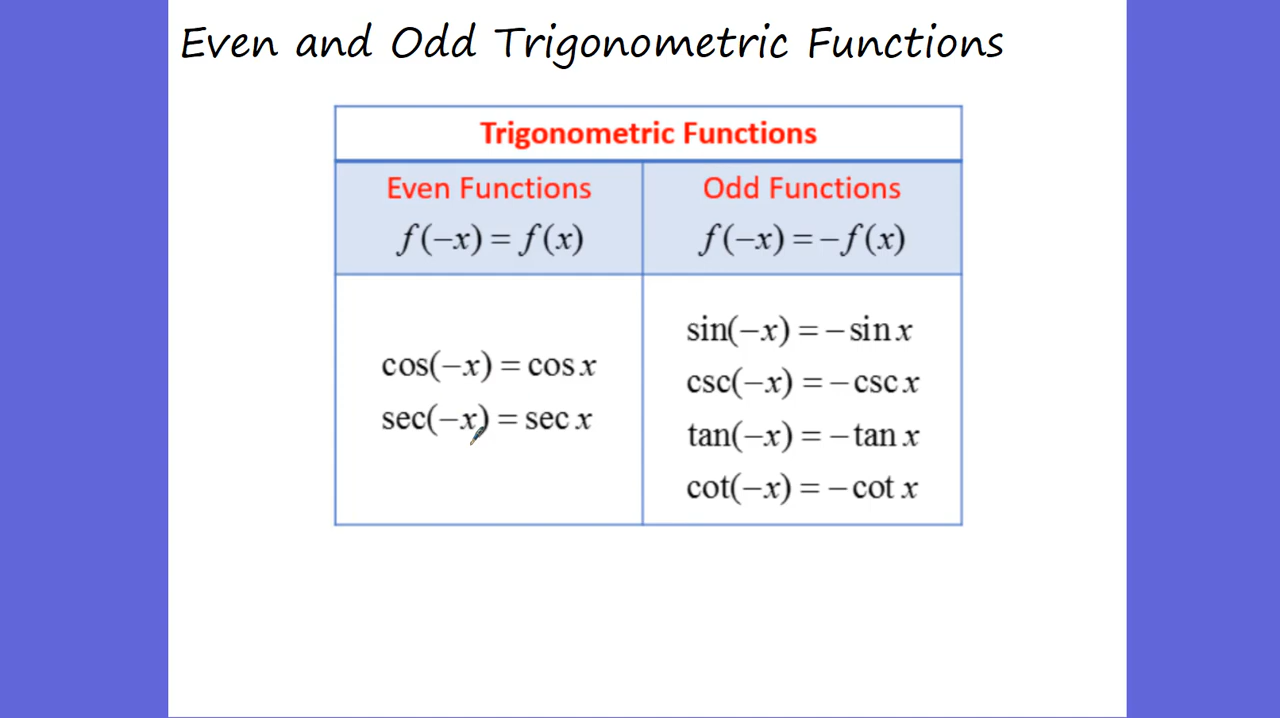 Even and Odd Trigonometric Functions
Trigonometric Functions
Even Functions
f(−x) = f(x)
Odd Functions
f(−x) = −f(x)
cos(−x) = cos x
sec(−x) = sec x
sin(−x) = − sin x
csc(−x) = − csc x
tan(−x) = − tan x
cot(−x) = − cot x